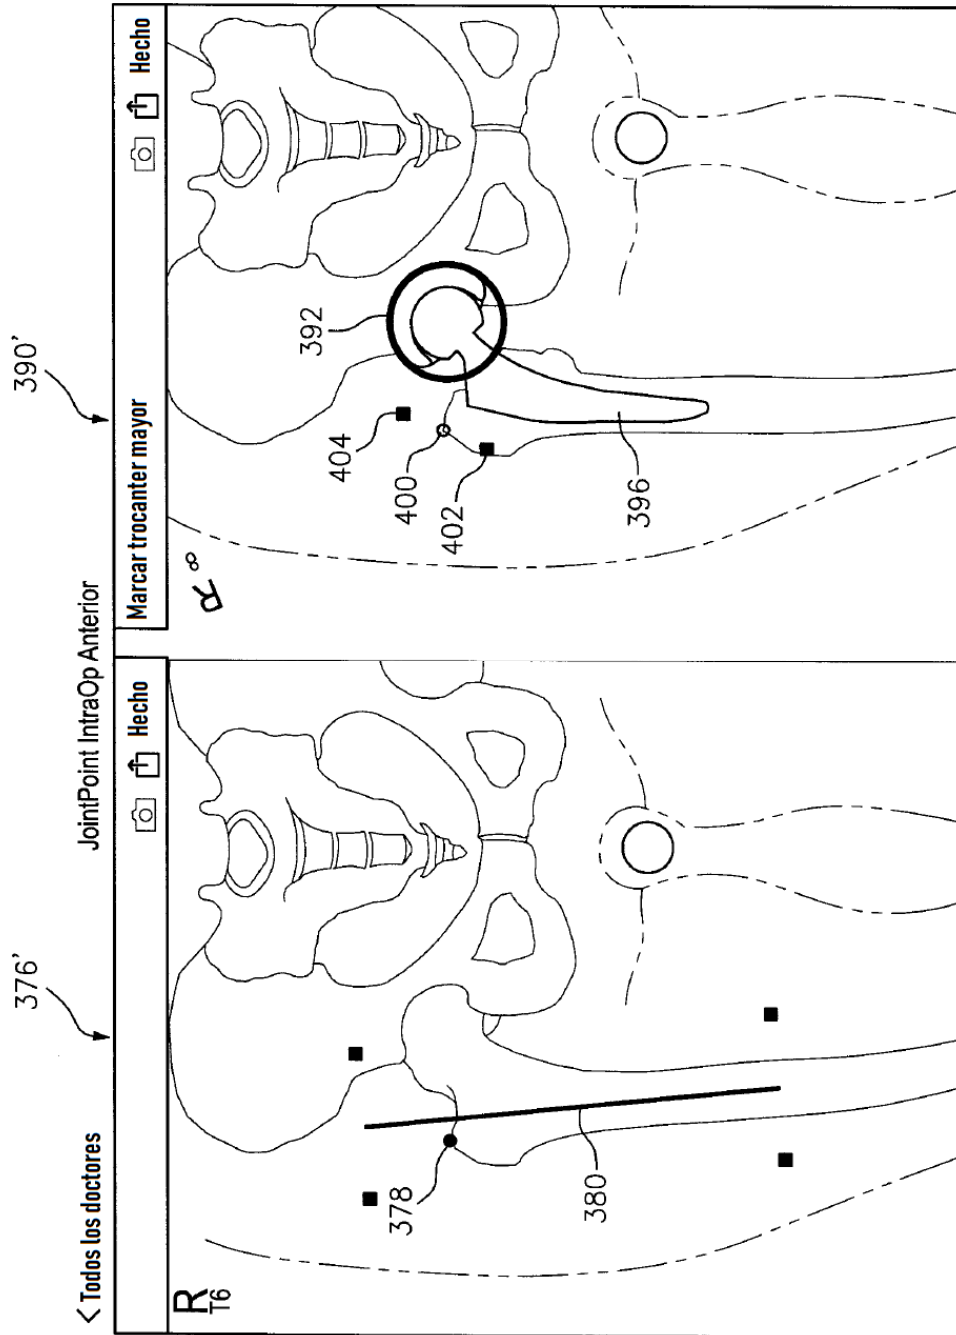 376'
390'
JointPoint IntraOp Anterior
< Todos los doctores
Hecho
Marcar trocanter mayor
Hecho
R
T6
378
380
R ∞
404
400
402
392
396